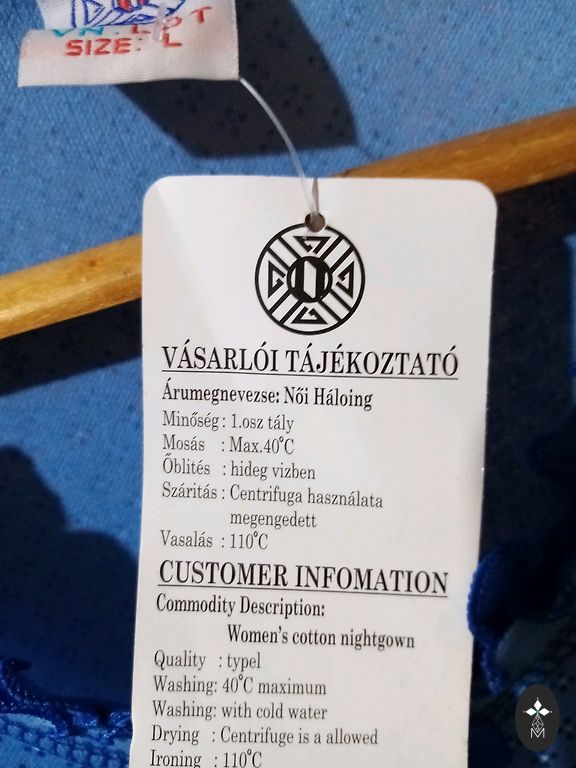 SIZE: L
VÁSARLÓI TÁJÉKOZTATÓ
Árumegnevezse: Női Háloing
Minőség : 1.osz tály
Mosás : Max.40°C
Őblités : hideg vizben
Száritás : Centrifuga használata
megengedett
Vasalás : 110°C
CUSTOMER INFOMATION
Commodity Description:
Women's cotton nightgown
Quality : typel
Washing: 40°C maximum
Washing: with cold water
Drying : Centrifuge is a allowed
Ironing : 110°C
M